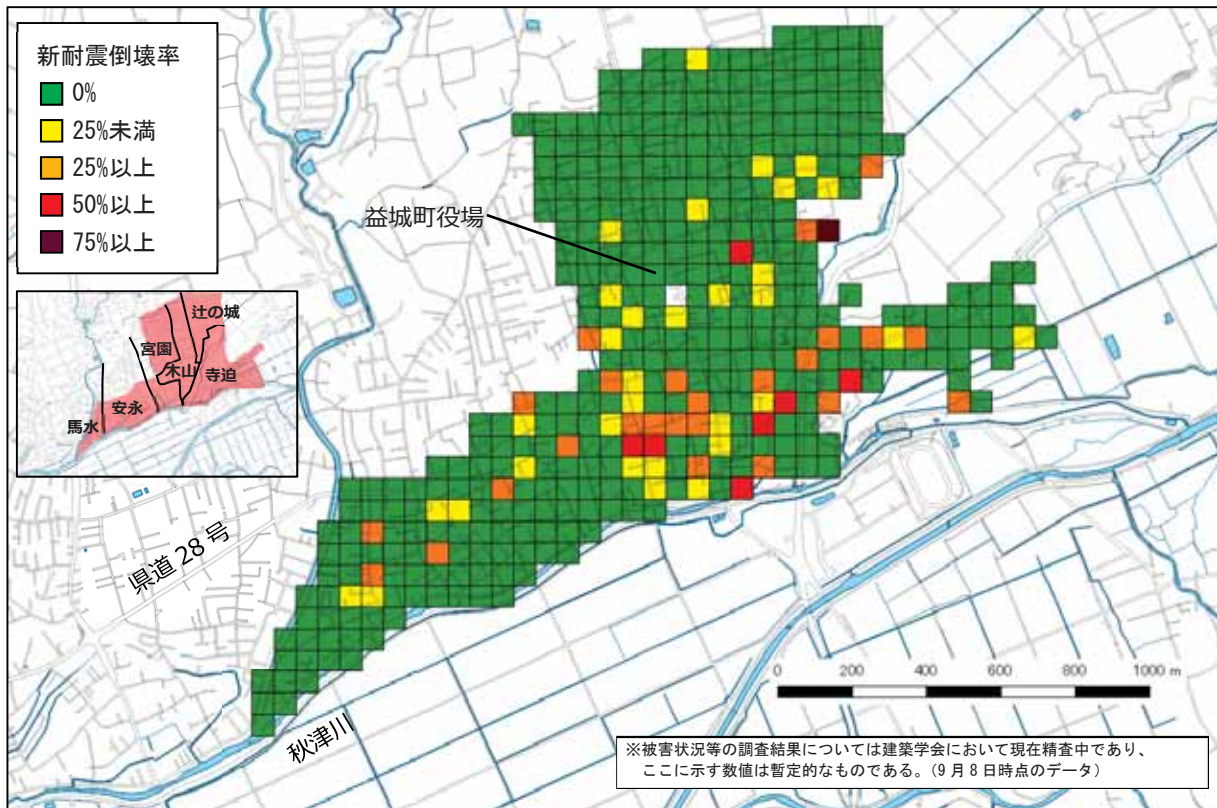 新耐震倒壊率
0%
25%未満
25%以上
50%以上
75%以上
益城町役場
辻の城
宮園
木山
寺迫
安永
馬水
県道28号
秋津川
0 200 400 600 800 1000 m
※被害状況等の調査結果については建築学会において現在精査中であり、
ここに示す数値は暫定的なものである。(9月8日時点のデータ)